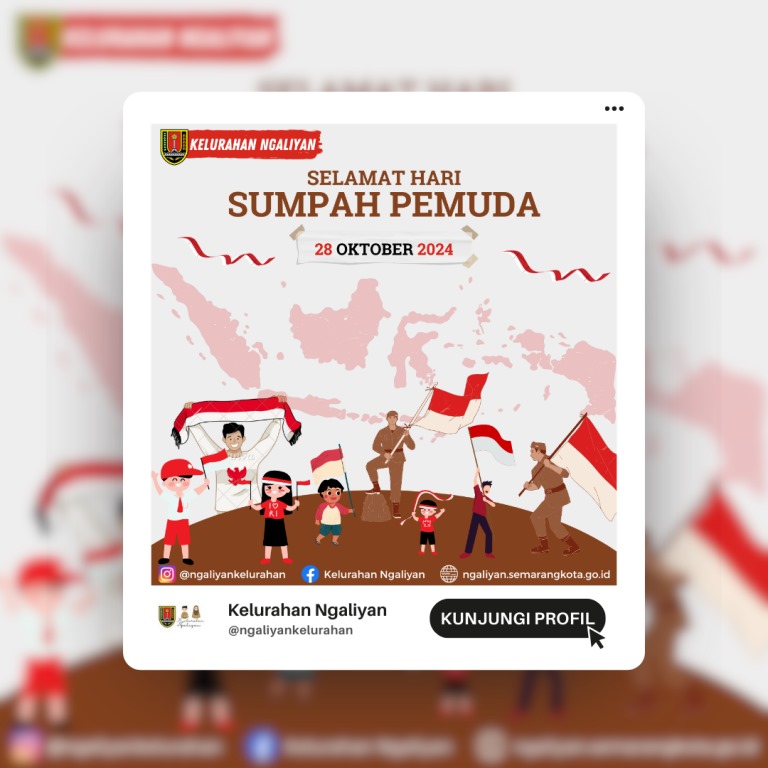 KELURAHAN NGALIYAN
SELAMAT HARI
SUMPAH PEMUDA
28 OKTOBER 2024
I ❤ RI
@ngaliyankelurahan
Kelurahan Ngaliyan
ngaliyan.semarangkota.go.id
Kelurahan Ngaliyan
@ngaliyankelurahan
KUNJUNGI PROFIL